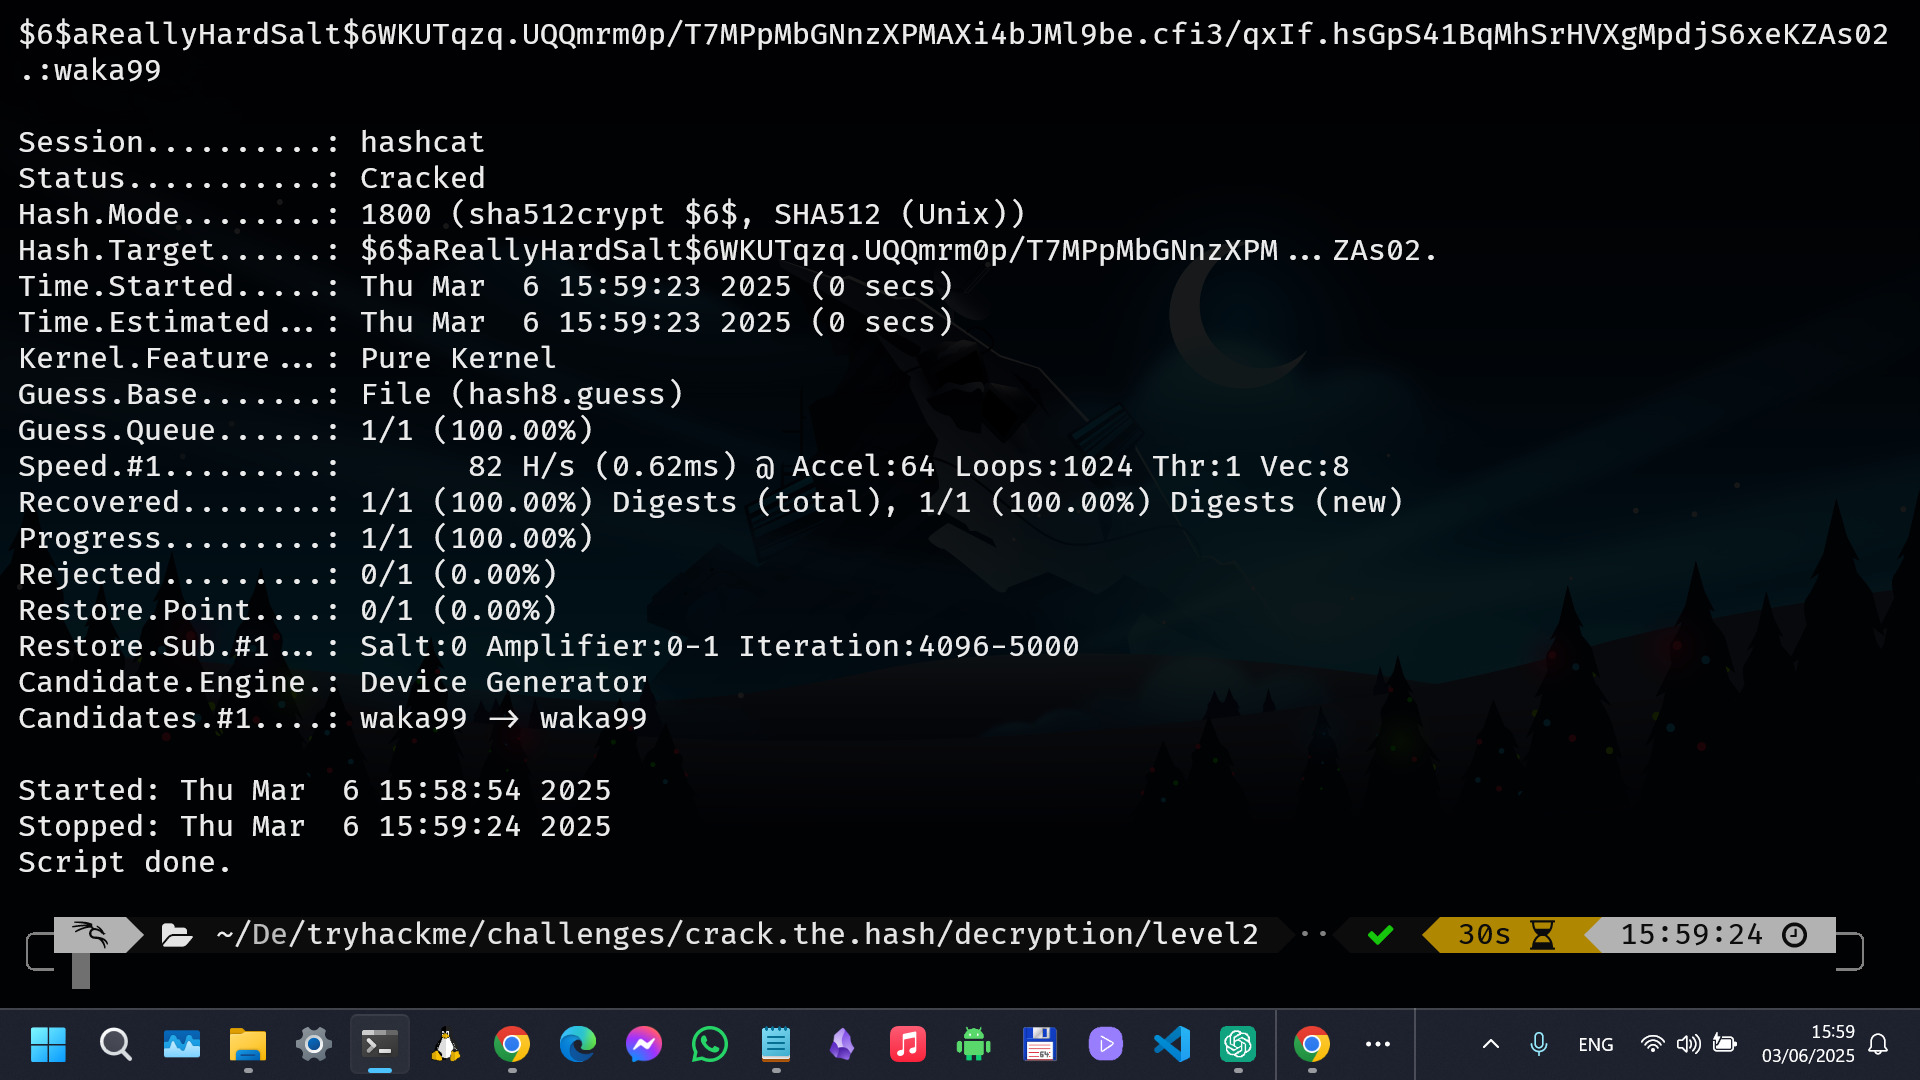 $6$aReallyHardSalt$6WKUTqzq.UQQmrm0p/T7MPpMbGNnzXPMAXi4bJMl9be.cfi3/qxIf.hsGpS41BqMhSrHVXgMpdjS6xeKZAs02
.:waka99
Session..........: hashcat
Status...........: Cracked
Hash.Mode........: 1800 (sha512crypt $6$, SHA512 (Unix))
Hash.Target......: $6$aReallyHardSalt$6WKUTqzq.UQQmrm0p/T7MPpMbGNnzXPM...ZAs02.
Time.Started.....: Thu Mar  6 15:59:23 2025 (0 secs)
Time.Estimated...: Thu Mar  6 15:59:23 2025 (0 secs)
Kernel.Feature...: Pure Kernel
Guess.Base.......: File (hash8.guess)
Guess.Queue......: 1/1 (100.00%)
Speed.#1.........:       82 H/s (0.62ms) @ Accel:64 Loops:1024 Thr:1 Vec:8
Recovered........: 1/1 (100.00%) Digests (total), 1/1 (100.00%) Digests (new)
Progress.........: 1/1 (100.00%)
Rejected.........: 0/1 (0.00%)
Restore.Point....: 0/1 (0.00%)
Restore.Sub.#1...: Salt:0 Amplifier:0-1 Iteration:4096-5000
Candidate.Engine.: Device Generator
Candidates.#1....: waka99 -> waka99
Started: Thu Mar  6 15:58:54 2025
Stopped: Thu Mar  6 15:59:24 2025
Script done.
~/De/tryhackme/challenges/crack.the.hash/decryption/level2 ·· ✔ 30s 15:59:24
64
ENG
15:59
03/06/2025